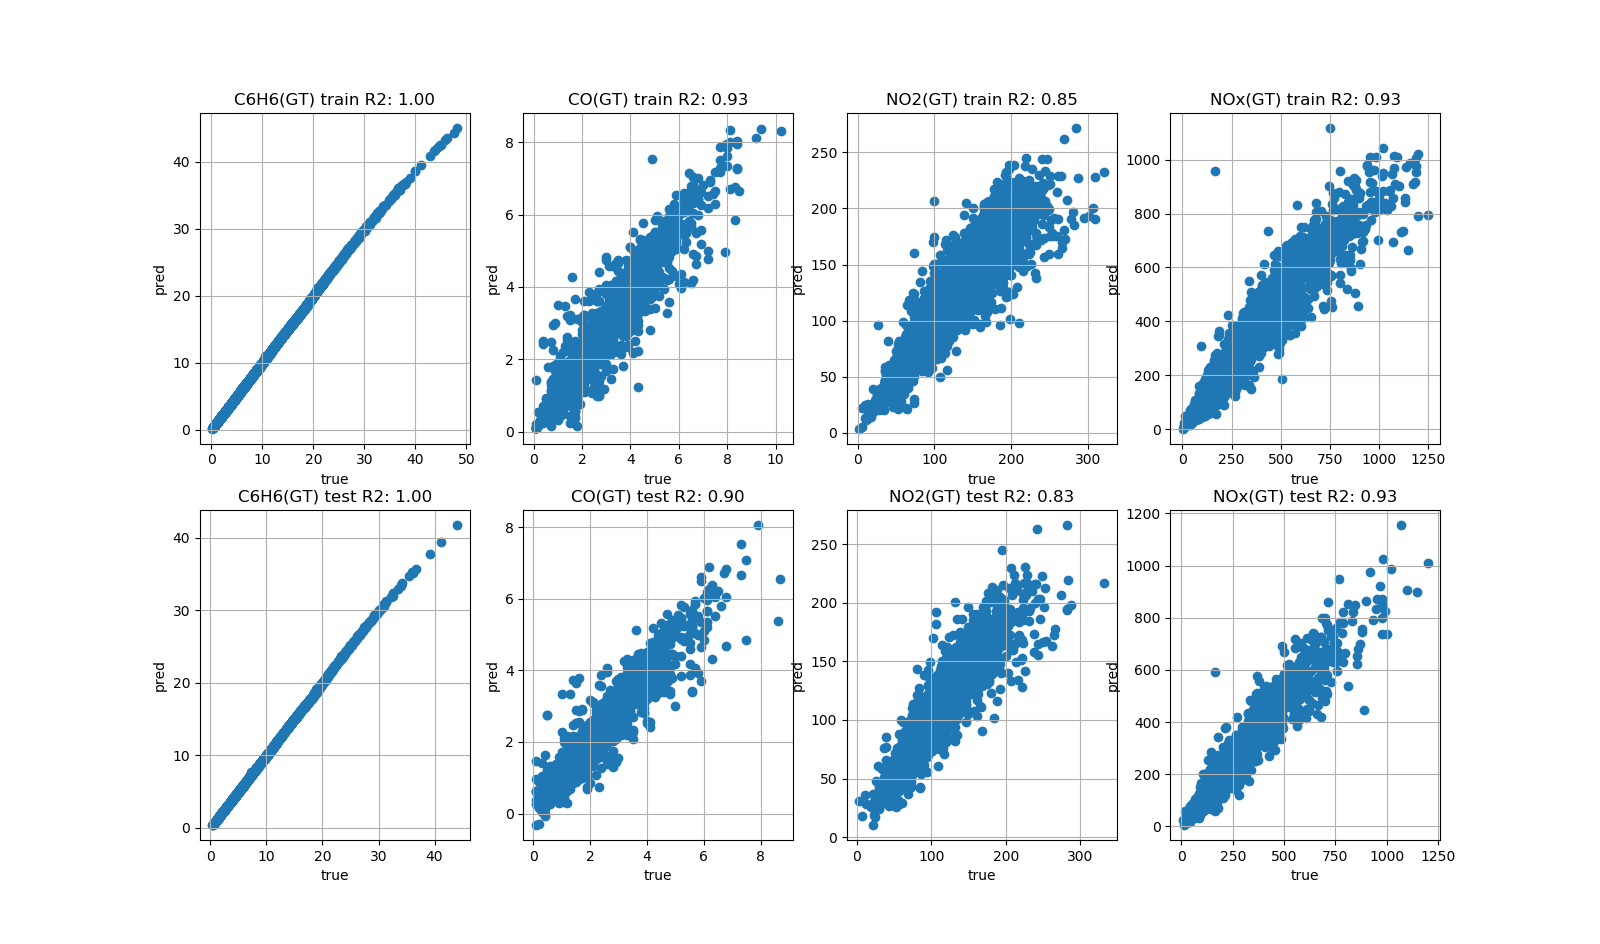 C6H6(GT) train R2: 1.00
CO(GT) train R2: 0.93
NO2(GT) train R2: 0.85
NOx(GT) train R2: 0.93
pred
40
30
20
10
0
0 10 20 30 40 50
true
pred
8
6
4
2
0
0 2 4 6 8 10
true
pred
250
200
150
100
50
0
0 100 200 300
true
pred
1000
800
600
400
200
0
0 250 500 750 1000 1250
true
C6H6(GT) test R2: 1.00
CO(GT) test R2: 0.90
NO2(GT) test R2: 0.83
NOx(GT) test R2: 0.93
pred
40
30
20
10
0
0 10 20 30 40
true
pred
8
6
4
2
0
0 2 4 6 8
true
pred
250
200
150
100
50
0
0 100 200 300
true
pred
1200
1000
800
600
400
200
0
0 250 500 750 1000 1250
true